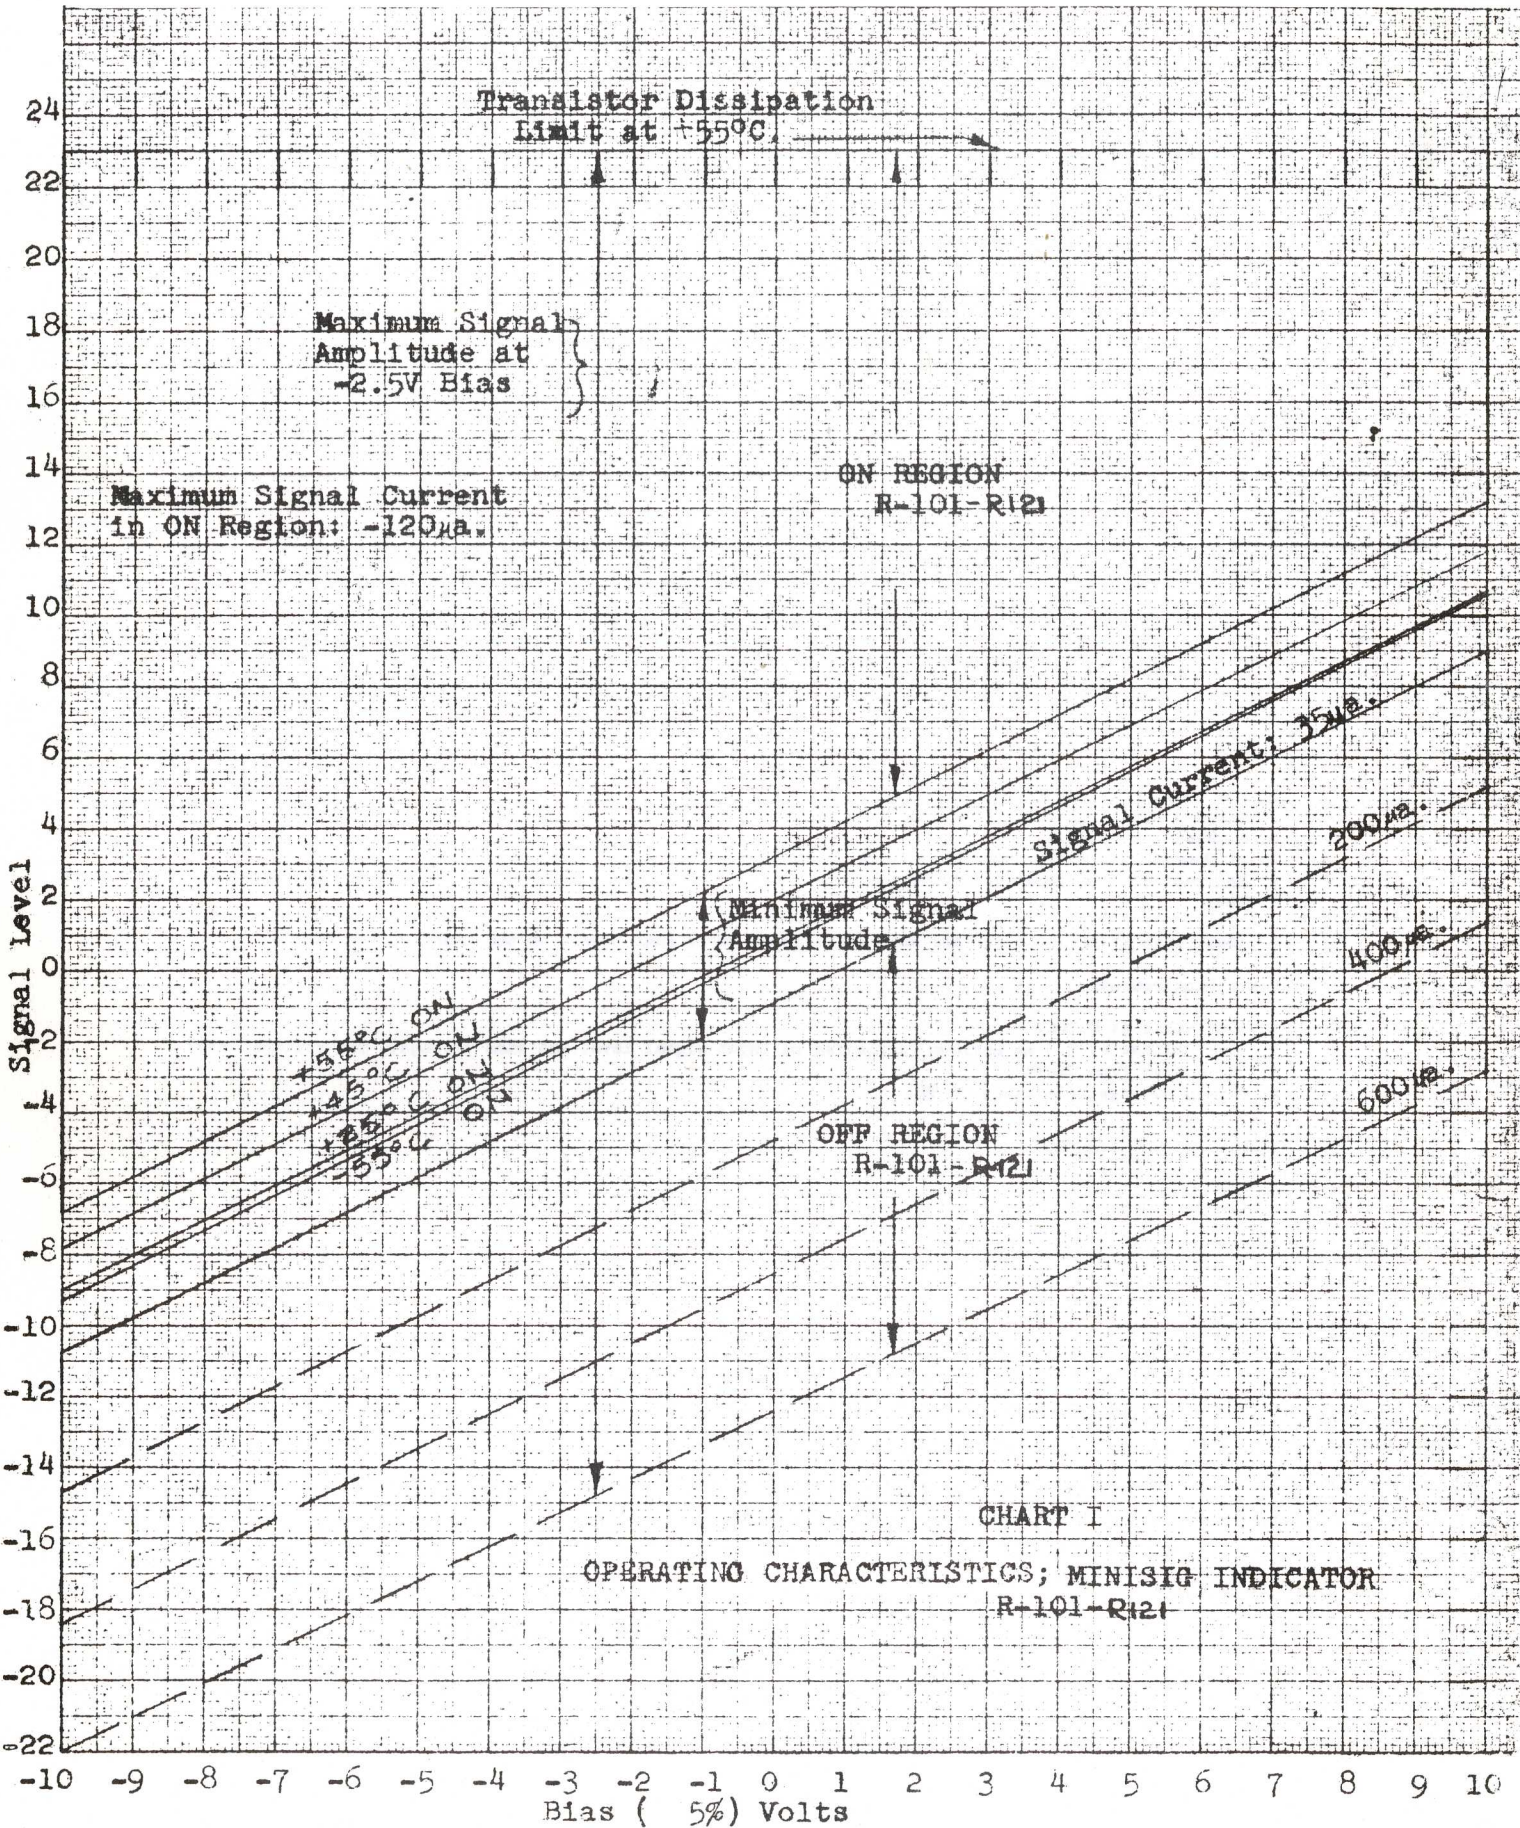 Transistor Dissipation
Limit at +55°C.
Maximum Signal
Amplitude at
-2.5V Bias
ON REGION
R-101-R121
Maximum Signal Current
in ON Region: -120μa.
Signal Current: 35μa.
200μa.
Minimum Signal
Amplitude
400μa.
+55°C ON
+45°C ON
+25°C ON
-55°C ON
600μa.
OFF REGION
R-101-R121
CHART I
OPERATING CHARACTERISTICS; MINISIG INDICATOR
R-101-R121
Signal Level
24
22
20
18
16
14
12
10
8
6
4
2
0
-2
-4
-6
-8
-10
-12
-14
-16
-18
-20
-22
-10 -9 -8 -7 -6 -5 -4 -3 -2 -1 0 1 2 3 4 5 6 7 8 9 10
Bias ( 5%) Volts